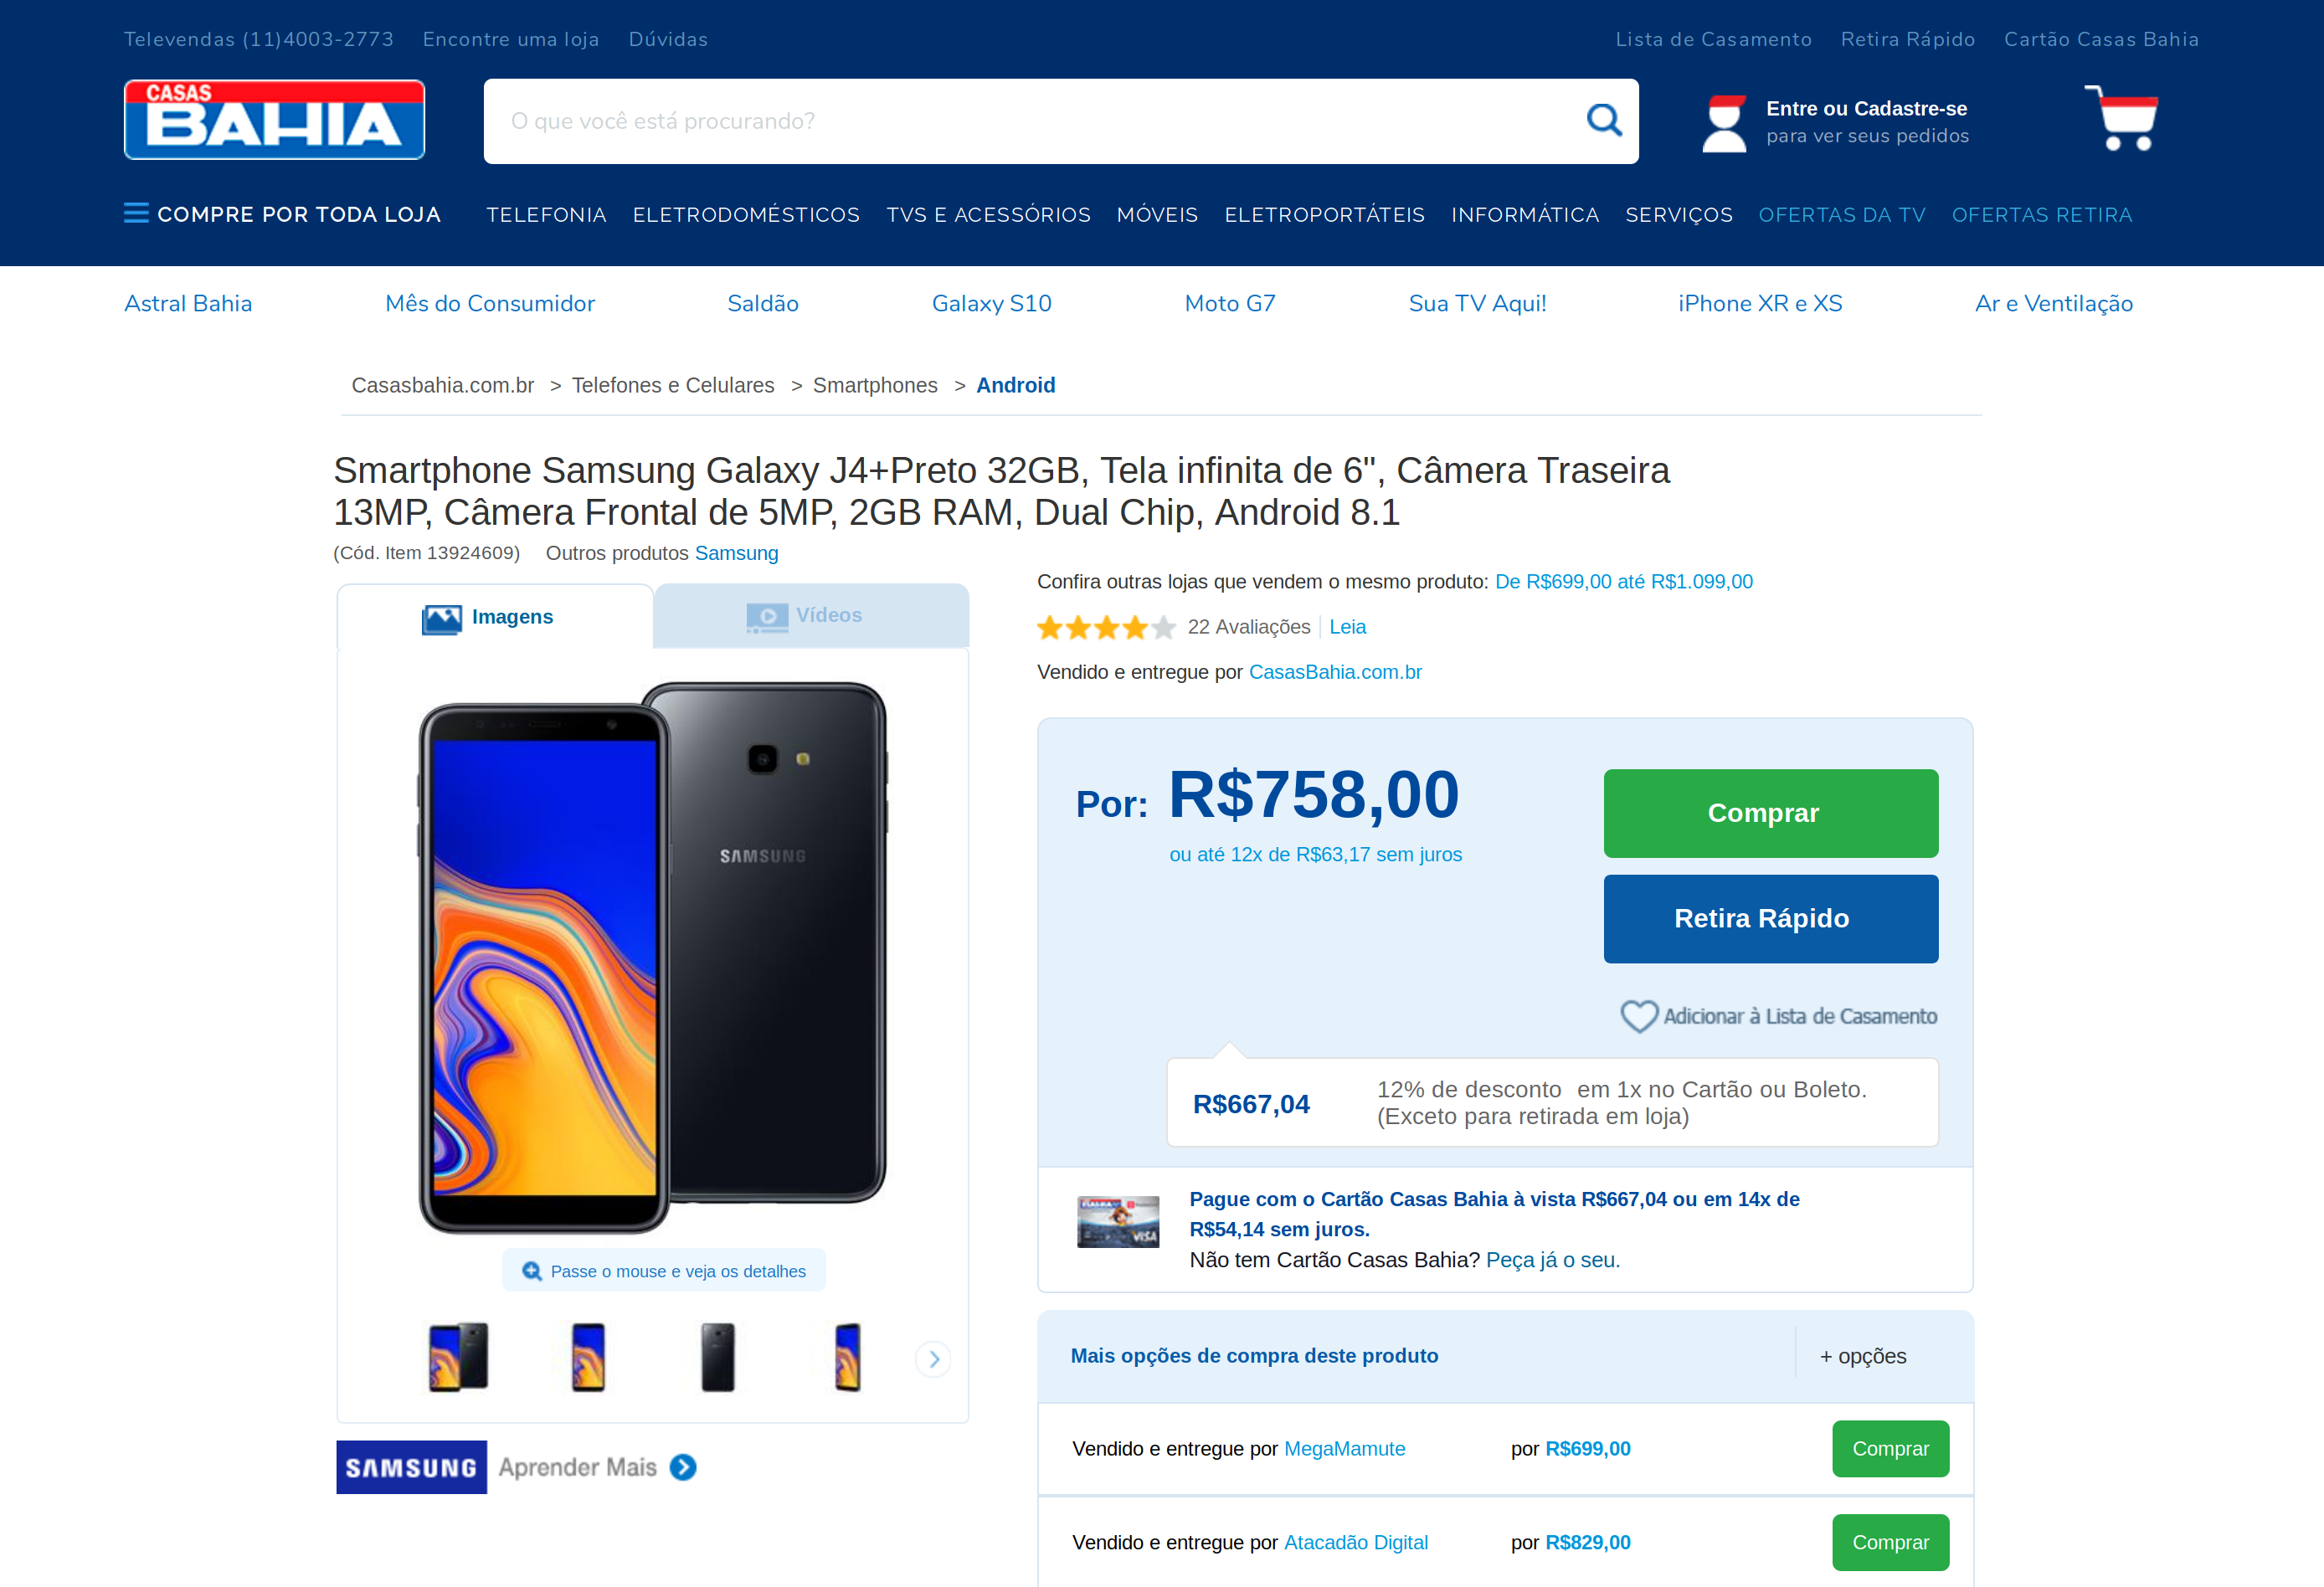 Televendas (11)4003-2773 Encontre uma loja Dúvidas Lista de Casamento Retira Rápido Cartão Casas Bahia
CASAS
BAHIA
O que você está procurando?
Entre ou Cadastre-se
para ver seus pedidos
COMPRE POR TODA LOJA TELEFONIA ELETRODOMÉSTICOS TVS E ACESSÓRIOS MÓVEIS ELETROPORTÁTEIS INFORMÁTICA SERVIÇOS OFERTAS DA TV OFERTAS RETIRA
Astral Bahia Mês do Consumidor Saldão Galaxy S10 Moto G7 Sua TV Aqui! iPhone XR e XS Ar e Ventilação
Casasbahia.com.br > Telefones e Celulares > Smartphones > Android
Smartphone Samsung Galaxy J4+Preto 32GB, Tela infinita de 6", Câmera Traseira
13MP, Câmera Frontal de 5MP, 2GB RAM, Dual Chip, Android 8.1
(Cód. Item 13924609) Outros produtos Samsung
Imagens Vídeos
SAMSUNG
Passe o mouse e veja os detalhes
SAMSUNG Aprender Mais
Confira outras lojas que vendem o mesmo produto: De R$699,00 até R$1.099,00
22 Avaliações Leia
Vendido e entregue por CasasBahia.com.br
Por: R$758,00
ou até 12x de R$63,17 sem juros
Comprar
Retira Rápido
Adicionar à Lista de Casamento
R$667,04
12% de desconto em 1x no Cartão ou Boleto.
(Exceto para retirada em loja)
BAHIA
VISA
Pague com o Cartão Casas Bahia à vista R$667,04 ou em 14x de
R$54,14 sem juros.
Não tem Cartão Casas Bahia? Peça já o seu.
Mais opções de compra deste produto + opções
Vendido e entregue por MegaMamute por R$699,00 Comprar
Vendido e entregue por Atacadão Digital por R$829,00 Comprar